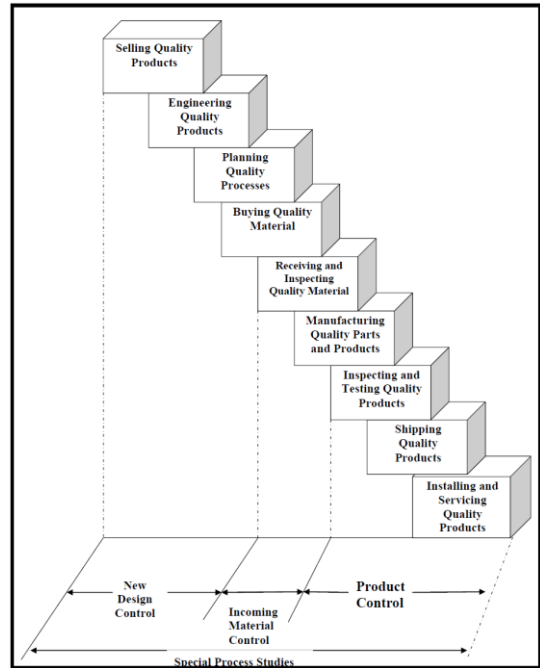 Selling Quality
Products
Engineering
Quality
Products
Planning
Quality
Processes
Buying Quality
Material
Receiving and
Inspecting
Quality Material
Manufacturing
Quality Parts
and Products
Inspecting and
Testing Quality
Products
Shipping
Quality
Products
Installing and
Servicing
Quality
Products
New
Design
Control
Incoming
Material
Control
Product
Control
Special Process Studies